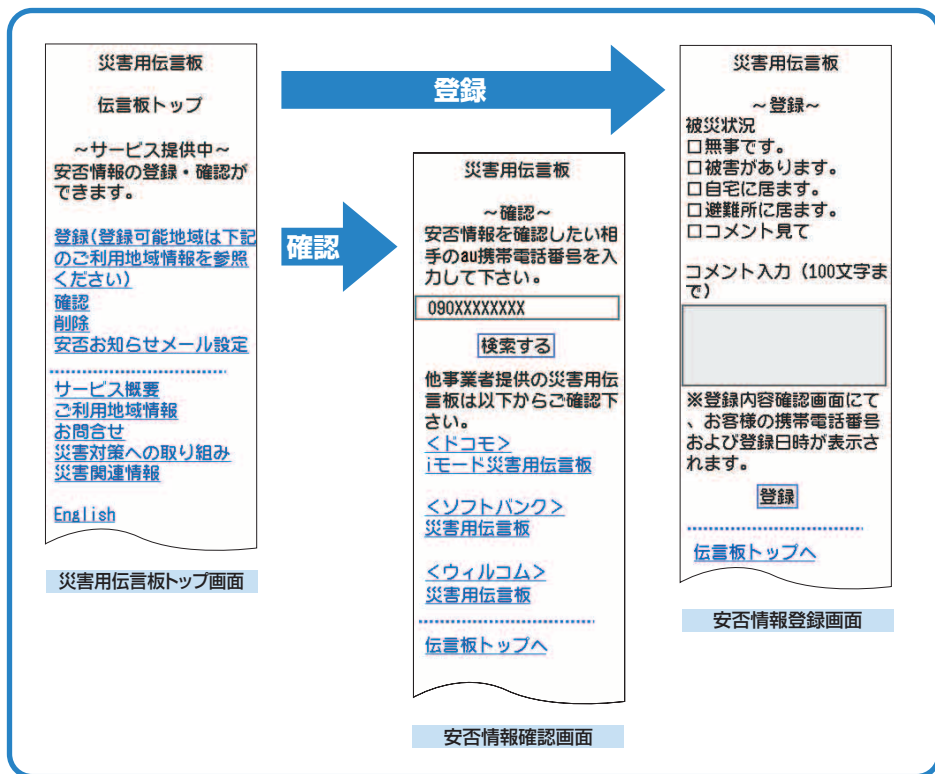 災害用伝言板
伝言板トップ
～サービス提供中～
安否情報の登録・確認が
できます。
登録(登録可能地域は下記
のご利用地域情報を参照
ください)
確認
削除
安否お知らせメール設定
サービス概要
ご利用地域情報
お問合せ
災害対策への取り組み
災害関連情報
English
災害用伝言板トップ画面
登録
確認
災害用伝言板
～確認～
安否情報を確認したい相
手のau携帯電話番号を入
力して下さい。
090XXXXXXXX
検索する
他事業者提供の災害用伝
言板は以下からご確認下
さい。
＜ドコモ＞
iモード災害用伝言板
＜ソフトバンク＞
災害用伝言板
＜ウィルコム＞
災害用伝言板
伝言板トップへ
安否情報確認画面
災害用伝言板
～登録～
被災状況
□無事です。
□被害があります。
□自宅に居ます。
□避難所に居ます。
□コメント見て
コメント入力（100文字ま
で）
※登録内容確認画面にて
、お客様の携帯電話番号
および登録日時が表示さ
れます。
登録
伝言板トップへ
安否情報登録画面